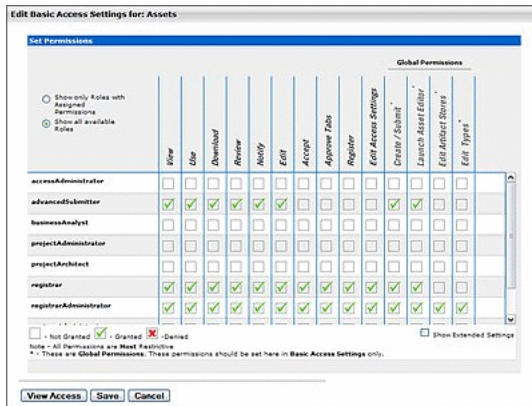 Edit Basic Access Settings for: Assets
Set Permissions
Global Permissions
Show only Roles with
Assigned
Permissions
Show all available
Roles
View
Use
Download
Review
Notify
Edit
Accept
Approve Tabs
Register
Edit Access Settings
Create / Submit *
Launch Asset Editor *
Edit Artifact Stores *
Edit Types *
accessAdministrator
advancedSubmitter
businessAnalyst
projectAdministrator
projectArchitect
registrar
registrarAdministrator
- Not Granted - Granted -Denied
Show Extended Settings
Note - All Permissions are Most Restrictive
* - These are Global Permissions. These permissions should be set here in Basic Access Settings only.
View Access Save Cancel